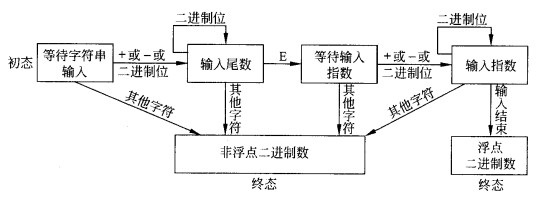 二进制位
二进制位
初态
等待字符串
输入
+或-或
二进制位
输入尾数
E
等待输入
指数
+或-或
二进制位
输入指数
其他字符
其他字符
其他字符
其他字符
输入结束
非浮点二进制数
浮点
二进制数
终态
终态